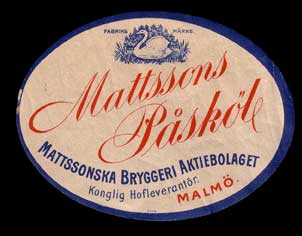 FABRIKS MÄRKE.
Mattssons
Påsköl
MATTSSONSKA BRYGGERI AKTIEBOLAGET
Konglig Hofleverantör.
MALMÖ.